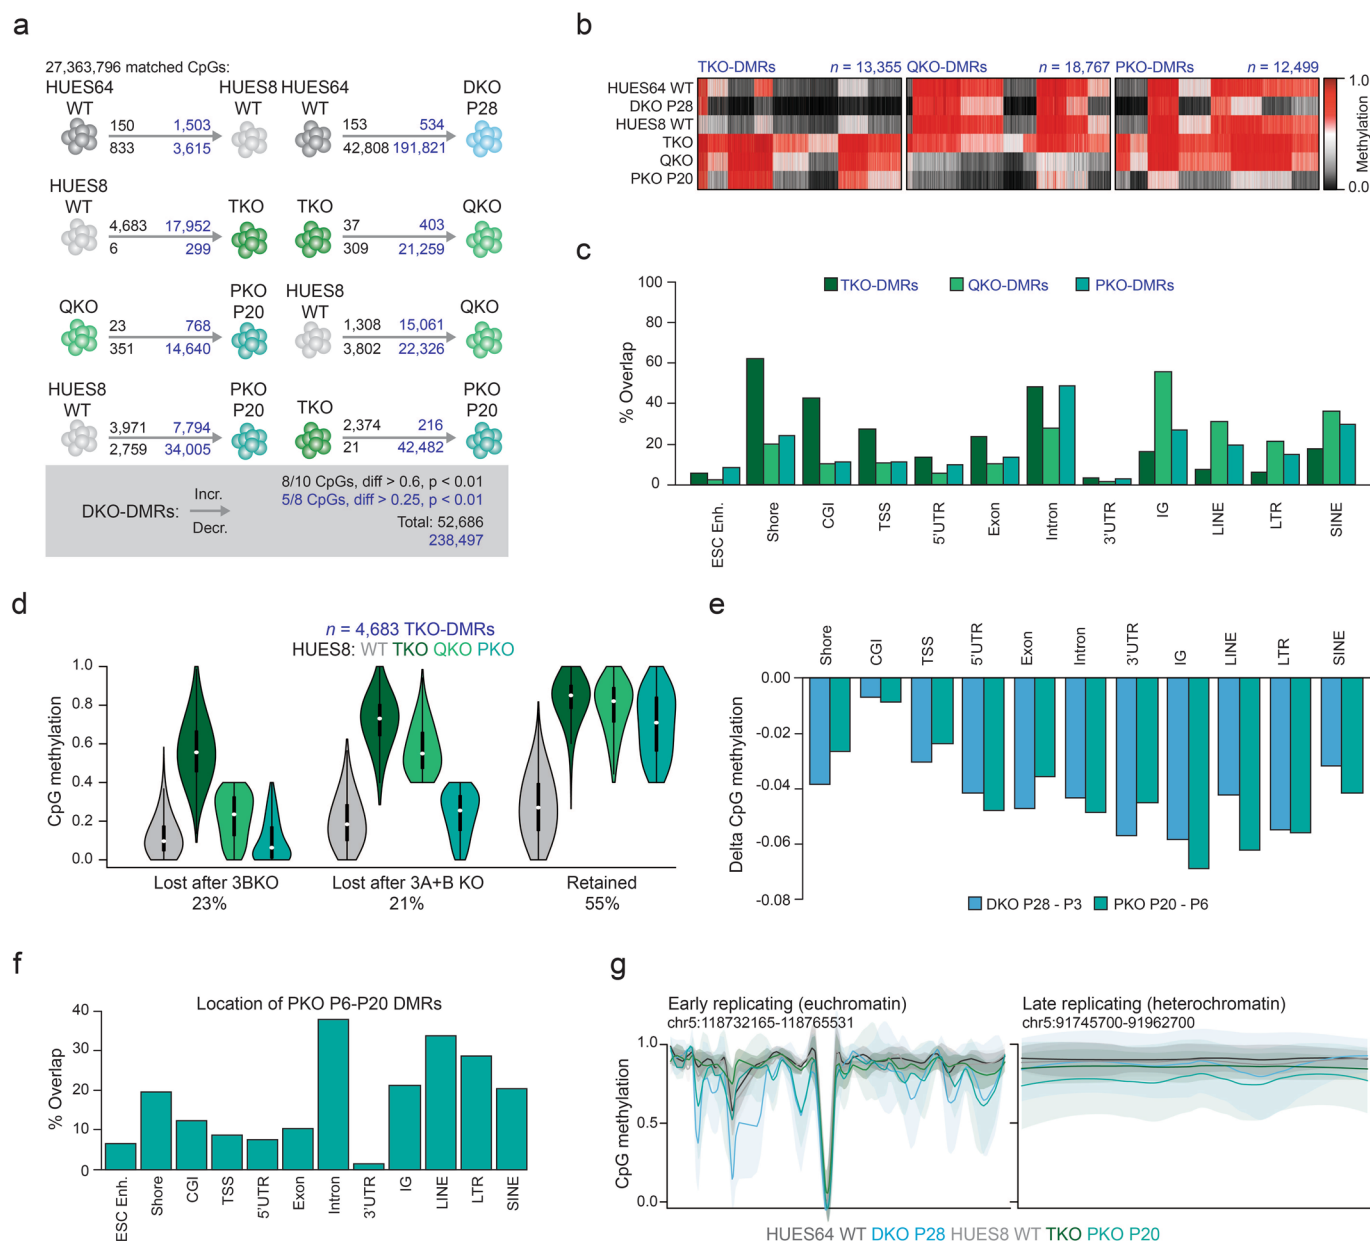 a
27,363,796 matched CpGs:
HUES64 WT
150 1,503
833 3,615
HUES8 WT
HUES64 WT
153 534
42,808 191,821
DKO P28
HUES8 WT
4,683 17,952
6 299
TKO
TKO
37 403
309 21,259
QKO
QKO
23 768
351 14,640
PKO P20
HUES8 WT
1,308 15,061
3,802 22,326
QKO
HUES8 WT
3,971 7,794
2,759 34,005
PKO P20
TKO
2,374 216
21 42,482
PKO P20
DKO-DMRs:
Incr.
Decr.
8/10 CpGs, diff > 0.6, p < 0.01
5/8 CpGs, diff > 0.25, p < 0.01
Total: 52,686
238,497
b
TKO-DMRs n = 13,355 QKO-DMRs n = 18,767 PKO-DMRs n = 12,499
HUES64 WT
DKO P28
HUES8 WT
TKO
QKO
PKO P20
1.0
0.0
Methylation
c
% Overlap
100
80
60
40
20
0
TKO-DMRs QKO-DMRs PKO-DMRs
ESC Enh. Shore CGI TSS 5'UTR Exon Intron 3'UTR IG LINE LTR SINE
d
n = 4,683 TKO-DMRs
HUES8: WT TKO QKO PKO
CpG methylation
1.0
0.8
0.6
0.4
0.2
0.0
Lost after 3BKO
23%
Lost after 3A+B KO
21%
Retained
55%
e
Shore CGI TSS 5'UTR Exon Intron 3'UTR IG LINE LTR SINE
Delta CpG methylation
0.00
-0.02
-0.04
-0.06
-0.08
DKO P28 - P3 PKO P20 - P6
f
Location of PKO P6-P20 DMRs
% Overlap
40
30
20
10
0
ESC Enh. Shore CGI TSS 5'UTR Exon Intron 3'UTR IG LINE LTR SINE
g
Early replicating (euchromatin)
chr5:118732165-118765531
Late replicating (heterochromatin)
chr5:91745700-91962700
CpG methylation
1.0
0.5
0.0
HUES64 WT DKO P28 HUES8 WT TKO PKO P20